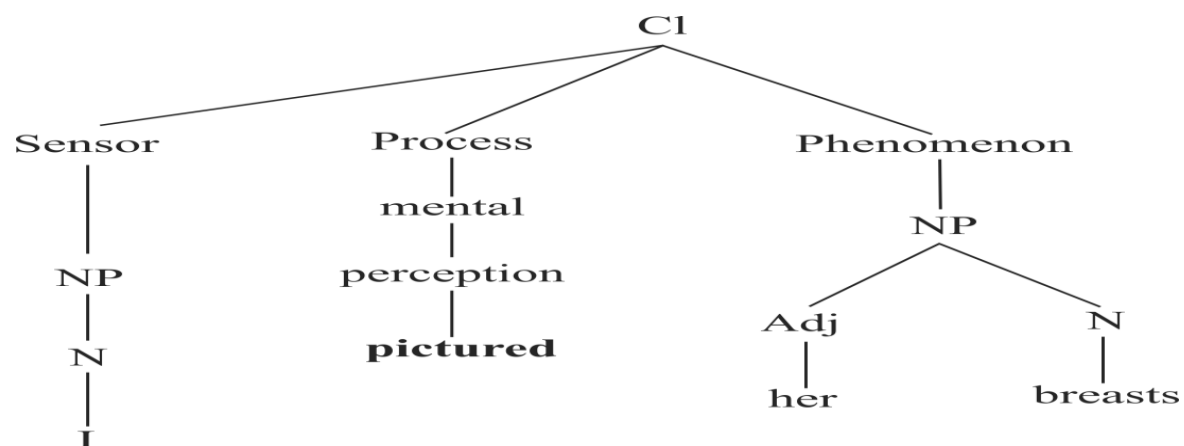 Cl
Sensor Process Phenomenon
mental
NP
perception
NP
Adj N
pictured
N
her breasts
I